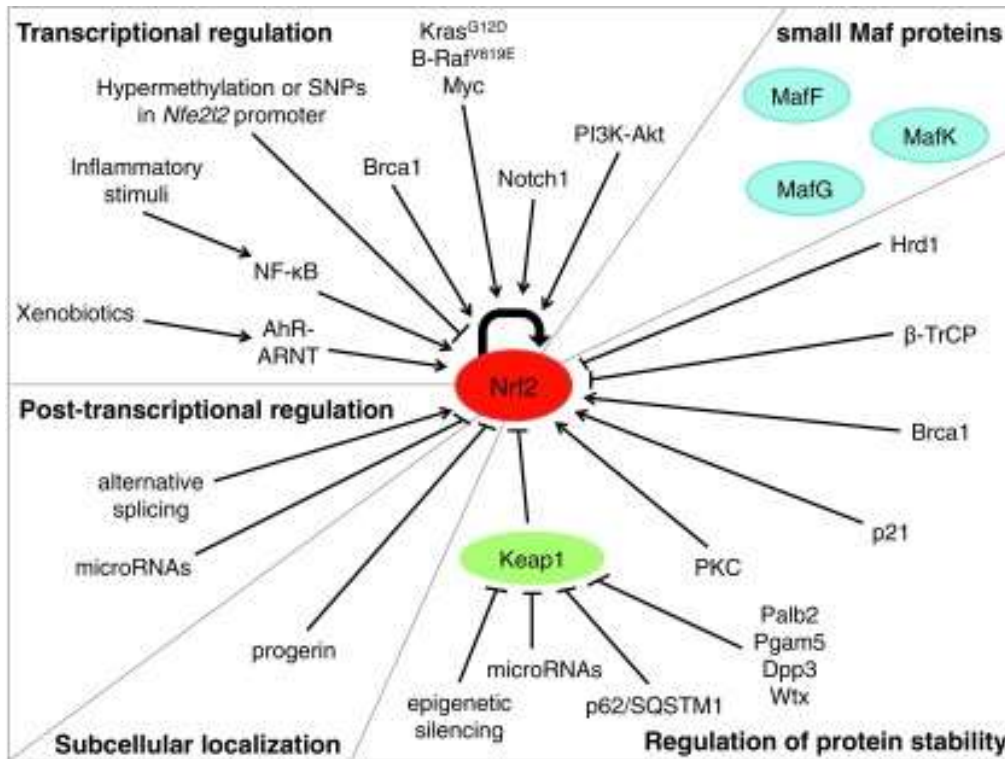 Transcriptional regulation
Kras^G12D
B-Raf^V619E
Myc
small Maf proteins
Hypermethylation or SNPs
in Nfe2l2 promoter
MafF
MafK
MafG
PI3K-Akt
Brca1
Notch1
Inflammatory
stimuli
NF-κB
Xenobiotics
AhR-
ARNT
Hrd1
β-TrCP
Nrf2
Post-transcriptional regulation
Brca1
alternative
splicing
p21
microRNAs
Keap1
PKC
progerin
microRNAs
epigenetic
silencing
p62/SQSTM1
Palb2
Pgam5
Dpp3
Wtx
Subcellular localization
Regulation of protein stability